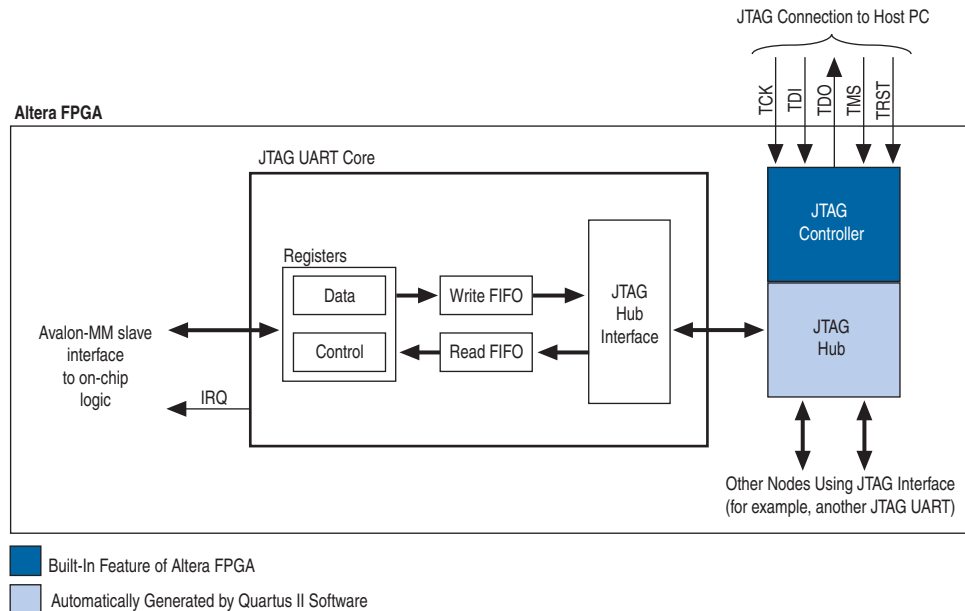 JTAG Connection to Host PC
TCK
TDI
TDO
TMS
TRST
Altera FPGA
JTAG UART Core
JTAG
Controller
Registers
Data
Write FIFO
JTAG
Hub
Interface
JTAG
Hub
Avalon-MM slave
interface
to on-chip
logic
Control
Read FIFO
IRQ
Other Nodes Using JTAG Interface
(for example, another JTAG UART)
Built-In Feature of Altera FPGA
Automatically Generated by Quartus II Software